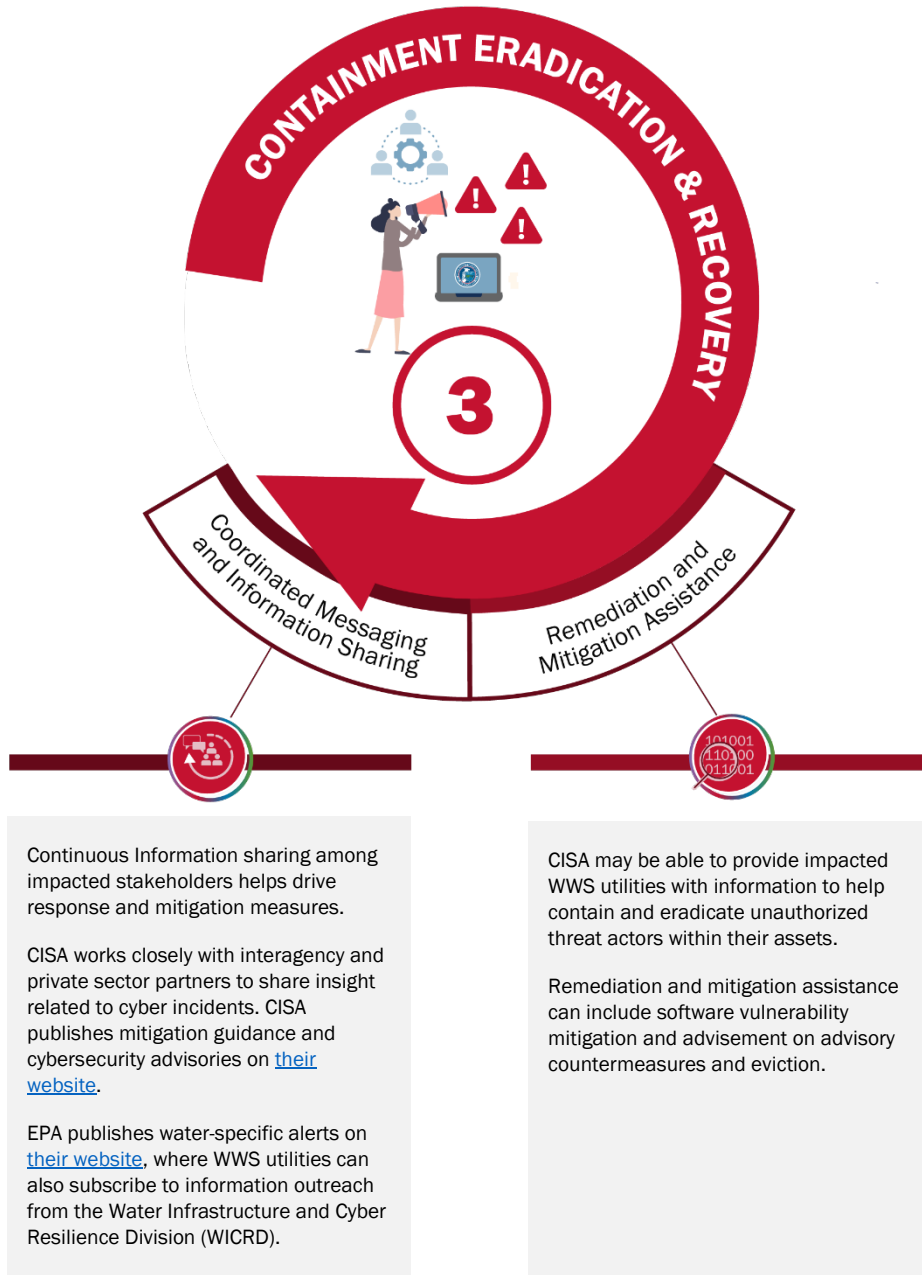 CONTAINMENT ERADICATION & RECOVERY
!
!
!
3
Coordinated Messaging
and Information Sharing
Remediation and
Mitigation Assistance
101001
110100
011001
Continuous Information sharing among
impacted stakeholders helps drive
response and mitigation measures.
CISA works closely with interagency and
private sector partners to share insight
related to cyber incidents. CISA
publishes mitigation guidance and
cybersecurity advisories on their
website.
EPA publishes water-specific alerts on
their website, where WWS utilities can
also subscribe to information outreach
from the Water Infrastructure and Cyber
Resilience Division (WICRD).
CISA may be able to provide impacted
WWS utilities with information to help
contain and eradicate unauthorized
threat actors within their assets.
Remediation and mitigation assistance
can include software vulnerability
mitigation and advisement on advisory
countermeasures and eviction.